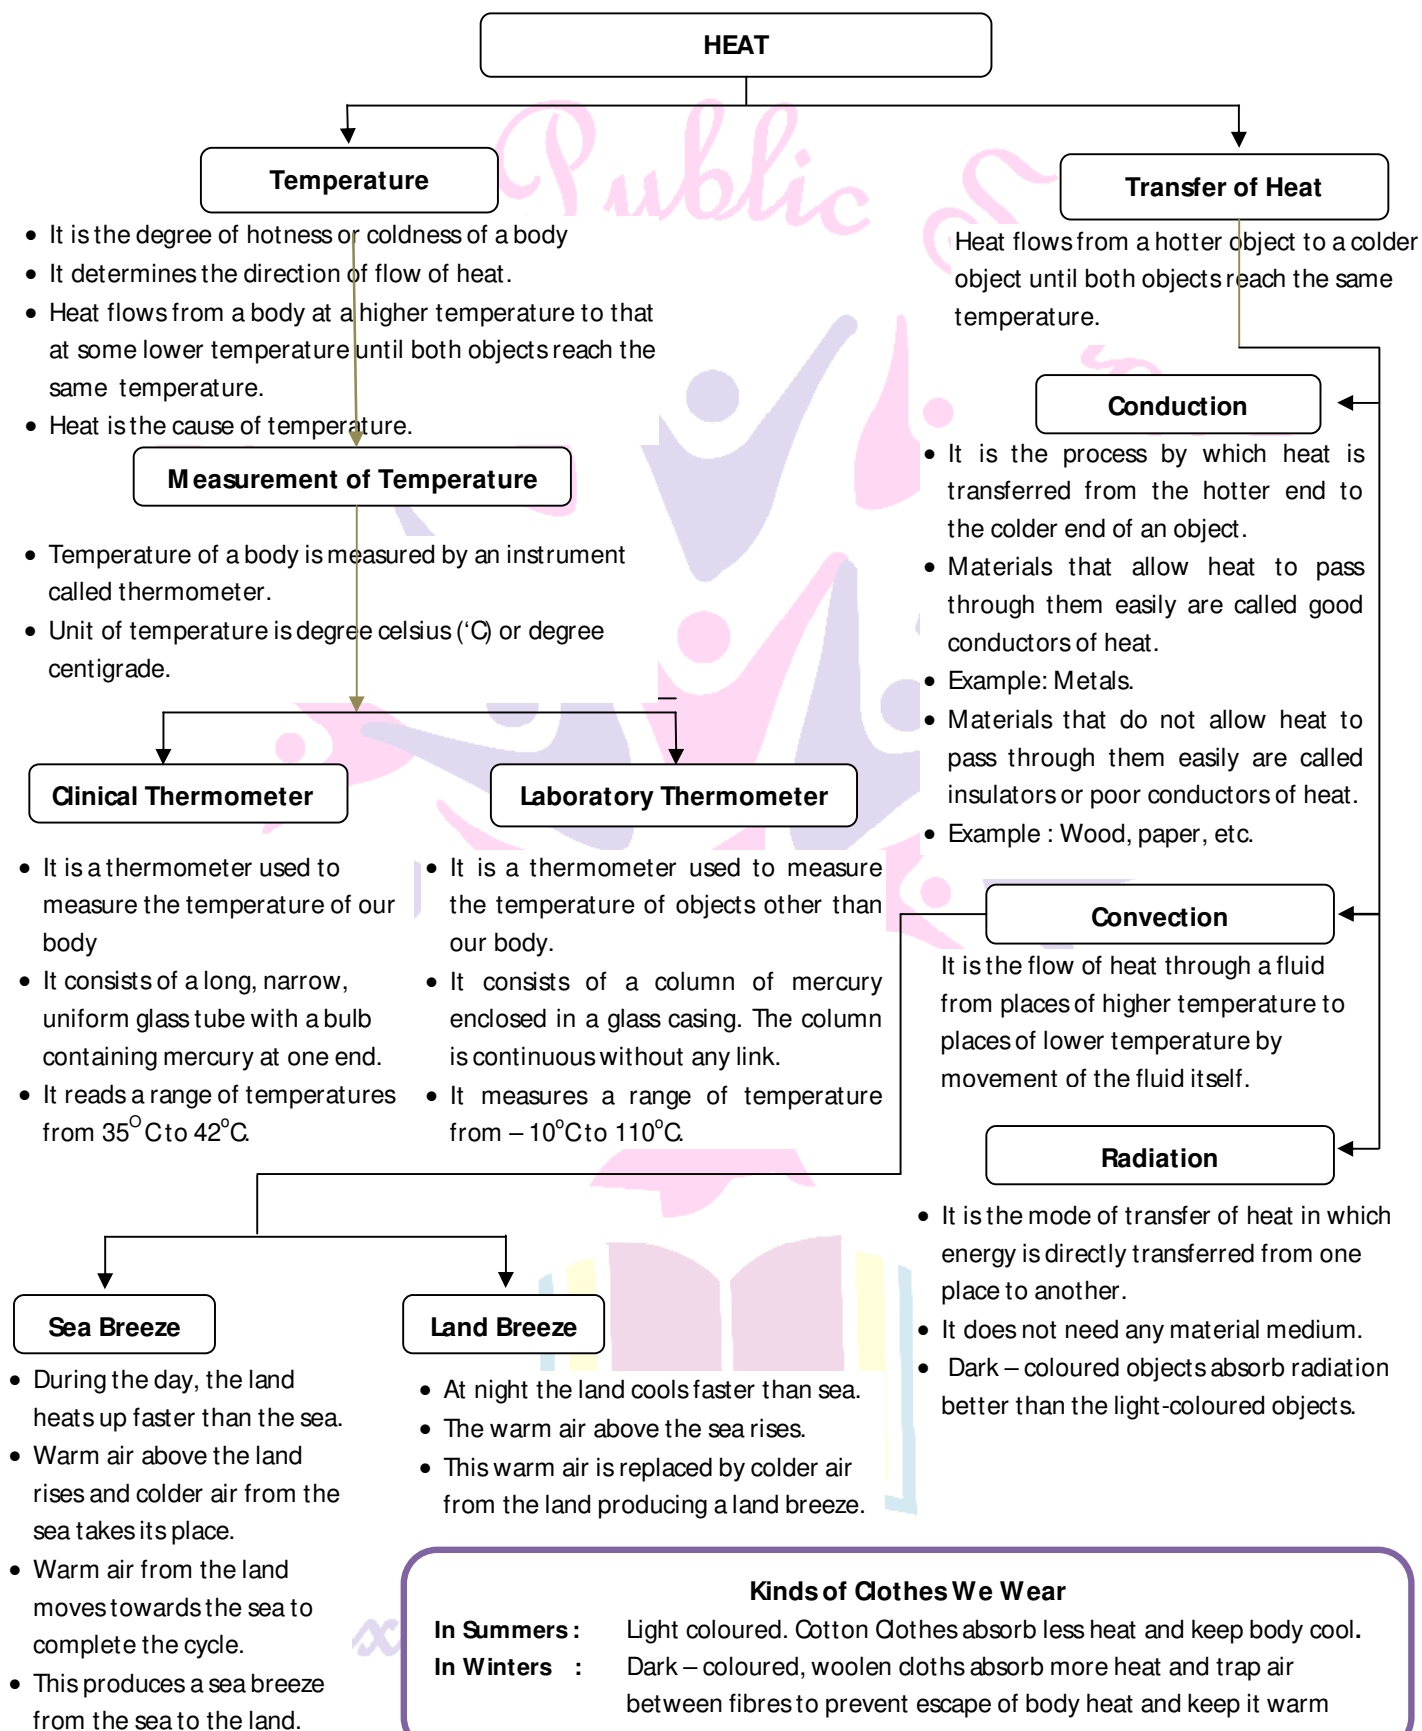 HEAT
Temperature
• It is the degree of hotness or coldness of a body
• It determines the direction of flow of heat.
• Heat flows from a body at a higher temperature to that
at some lower temperature until both objects reach the
same temperature.
• Heat is the cause of temperature.
Measurement of Temperature
• Temperature of a body is measured by an instrument
called thermometer.
• Unit of temperature is degree celsius (‘C) or degree
centigrade.
Clinical Thermometer
• It is a thermometer used to
measure the temperature of our
body
• It consists of a long, narrow,
uniform glass tube with a bulb
containing mercury at one end.
• It reads a range of temperatures
from 35^O C to 42^oC.
Laboratory Thermometer
• It is a thermometer used to measure
the temperature of objects other than
our body.
• It consists of a column of mercury
enclosed in a glass casing. The column
is continuous without any link.
• It measures a range of temperature
from – 10^oC to 110^oC.
Transfer of Heat
Heat flows from a hotter object to a colder
object until both objects reach the same
temperature.
Conduction
• It is the process by which heat is
transferred from the hotter end to
the colder end of an object.
• Materials that allow heat to pass
through them easily are called good
conductors of heat.
• Example: Metals.
• Materials that do not allow heat to
pass through them easily are called
insulators or poor conductors of heat.
• Example : Wood, paper, etc.
Convection
It is the flow of heat through a fluid
from places of higher temperature to
places of lower temperature by
movement of the fluid itself.
Radiation
• It is the mode of transfer of heat in which
energy is directly transferred from one
place to another.
• It does not need any material medium.
• Dark – coloured objects absorb radiation
better than the light-coloured objects.
Sea Breeze
• During the day, the land
heats up faster than the sea.
• Warm air above the land
rises and colder air from the
sea takes its place.
• Warm air from the land
moves towards the sea to
complete the cycle.
• This produces a sea breeze
from the sea to the land.
Land Breeze
• At night the land cools faster than sea.
• The warm air above the sea rises.
• This warm air is replaced by colder air
from the land producing a land breeze.
Kinds of Clothes We Wear
In Summers : Light coloured. Cotton Clothes absorb less heat and keep body cool.
In Winters : Dark – coloured, woolen cloths absorb more heat and trap air
between fibres to prevent escape of body heat and keep it warm
Public